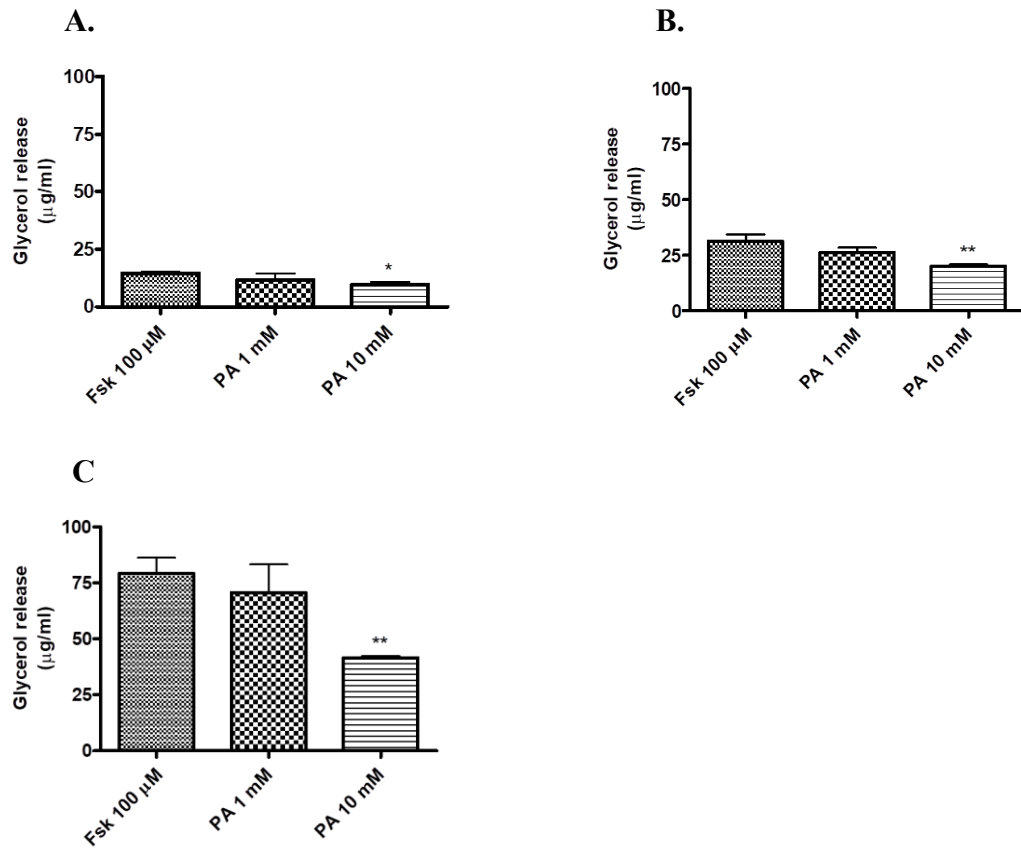 A.
100
75
50
25
0
Glycerol release
(μg/ml)
*
Fsk 100 μM
PA 1 mM
PA 10 mM
B.
100
75
50
25
0
Glycerol release
(μg/ml)
**
Fsk 100 μM
PA 1 mM
PA 10 mM
C
100
75
50
25
0
Glycerol release
(μg/ml)
**
Fsk 100 μM
PA 1 mM
PA 10 mM